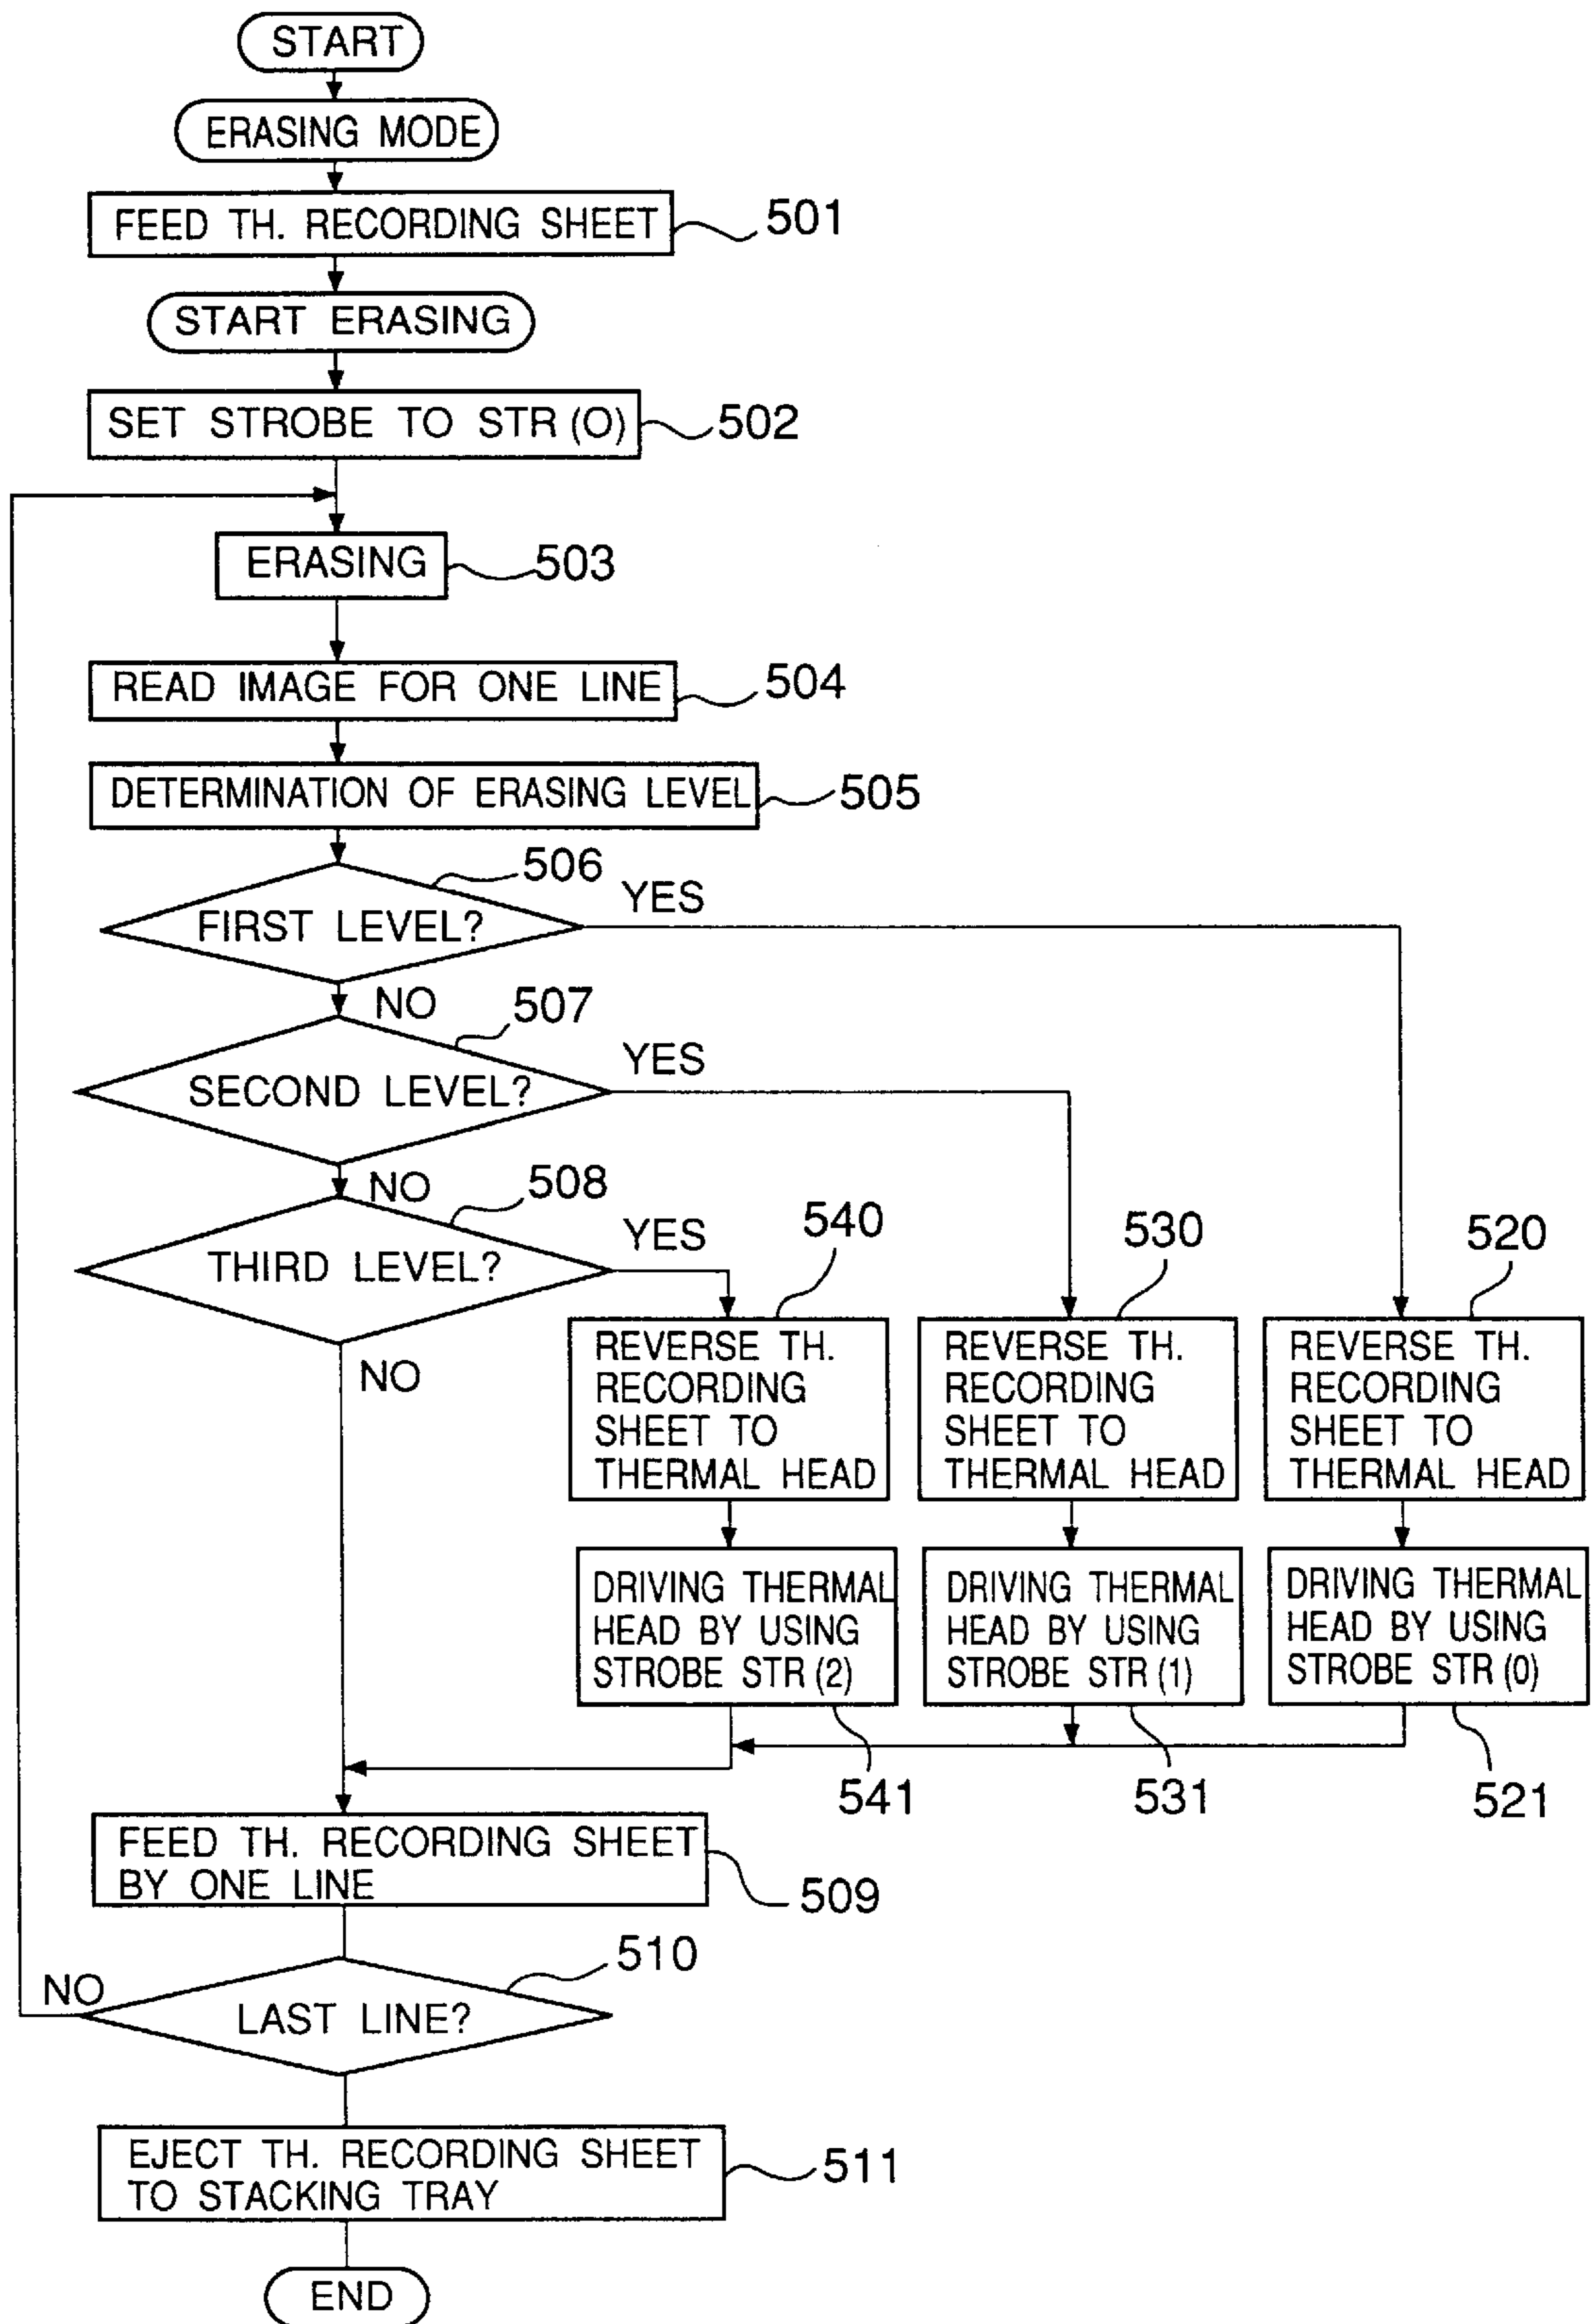 START
ERASING MODE
FEED TH. RECORDING SHEET
501
START ERASING
SET STROBE TO STR (O)
502
ERASING
503
READ IMAGE FOR ONE LINE
504
DETERMINATION OF ERASING LEVEL
505
506
FIRST LEVEL?
YES
NO
507
SECOND LEVEL?
YES
NO
508
THIRD LEVEL?
YES
NO
540
REVERSE TH.
RECORDING
SHEET TO
THERMAL HEAD
530
REVERSE TH.
RECORDING
SHEET TO
THERMAL HEAD
520
REVERSE TH.
RECORDING
SHEET TO
THERMAL HEAD
DRIVING THERMAL
HEAD BY USING
STROBE STR (2)
541
DRIVING THERMAL
HEAD BY USING
STROBE STR (1)
531
DRIVING THERMAL
HEAD BY USING
STROBE STR (0)
521
FEED TH. RECORDING SHEET
BY ONE LINE
509
510
LAST LINE?
NO
EJECT TH. RECORDING SHEET
TO STACKING TRAY
511
END